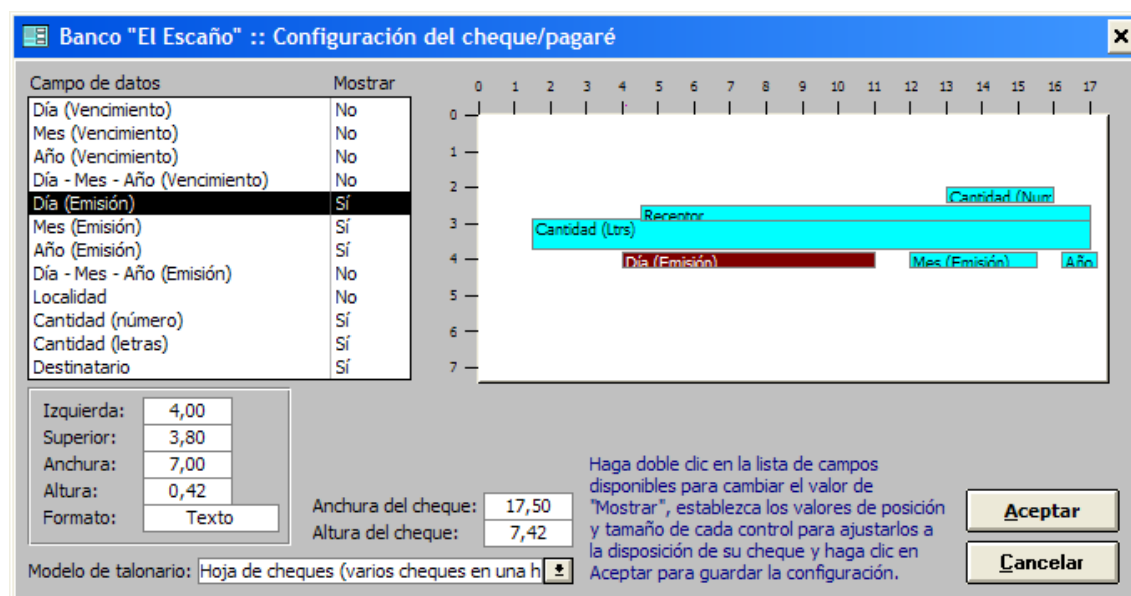 Banco "El Escaño" :: Configuración del cheque/pagaré
Campo de datos Mostrar
Día (Vencimiento) No
Mes (Vencimiento) No
Año (Vencimiento) No
Día - Mes - Año (Vencimiento) No
Día (Emisión) Sí
Mes (Emisión) Sí
Año (Emisión) Sí
Día - Mes - Año (Emisión) No
Localidad No
Cantidad (número) Sí
Cantidad (letras) Sí
Destinatario Sí
0 1 2 3 4 5 6 7 8 9 10 11 12 13 14 15 16 17
0
1
2
3
4
5
6
7
Cantidad (Num
Receptor
Cantidad (Ltrs)
Día (Emisión) Mes (Emisión) Año
Izquierda: 4,00
Superior: 3,80
Anchura: 7,00
Altura: 0,42
Formato: Texto
Anchura del cheque: 17,50
Altura del cheque: 7,42
Modelo de talonario: Hoja de cheques (varios cheques en una h
Haga doble clic en la lista de campos
disponibles para cambiar el valor de
"Mostrar", establezca los valores de posición
y tamaño de cada control para ajustarlos a
la disposición de su cheque y haga clic en
Aceptar para guardar la configuración.
Aceptar
Cancelar